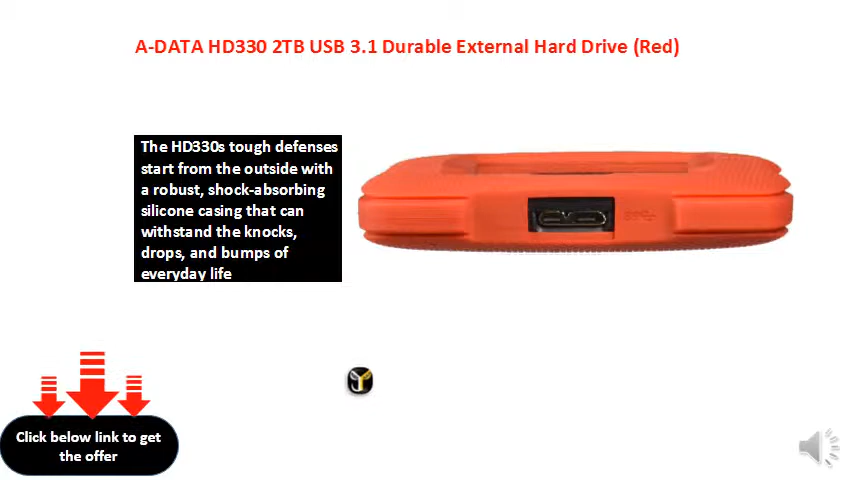 A-DATA HD330 2TB USB 3.1 Durable External Hard Drive (Red)
The HD330s tough defenses
start from the outside with
a robust, shock-absorbing
silicone casing that can
withstand the knocks,
drops, and bumps of
everyday life
Click below link to get
the offer